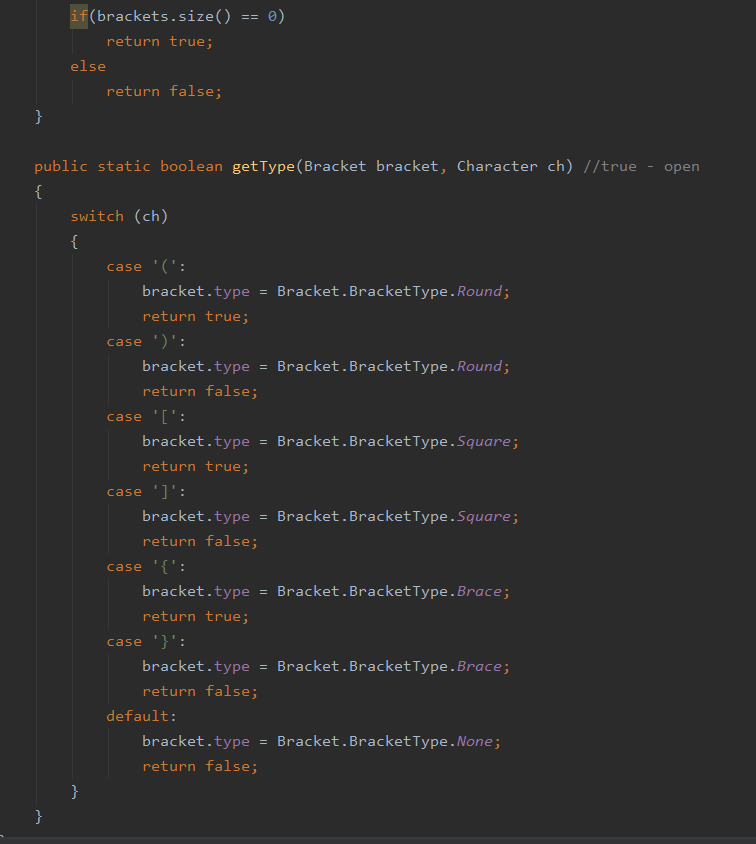 if(brackets.size() == 0)
return true;
else
return false;
}
public static boolean getType(Bracket bracket, Character ch) //true - open
{
switch (ch)
{
case '(':
bracket.type = Bracket.BracketType.Round;
return true;
case ')':
bracket.type = Bracket.BracketType.Round;
return false;
case '[':
bracket.type = Bracket.BracketType.Square;
return true;
case ']':
bracket.type = Bracket.BracketType.Square;
return false;
case '{':
bracket.type = Bracket.BracketType.Brace;
return true;
case '}':
bracket.type = Bracket.BracketType.Brace;
return false;
default:
bracket.type = Bracket.BracketType.None;
return false;
}
}